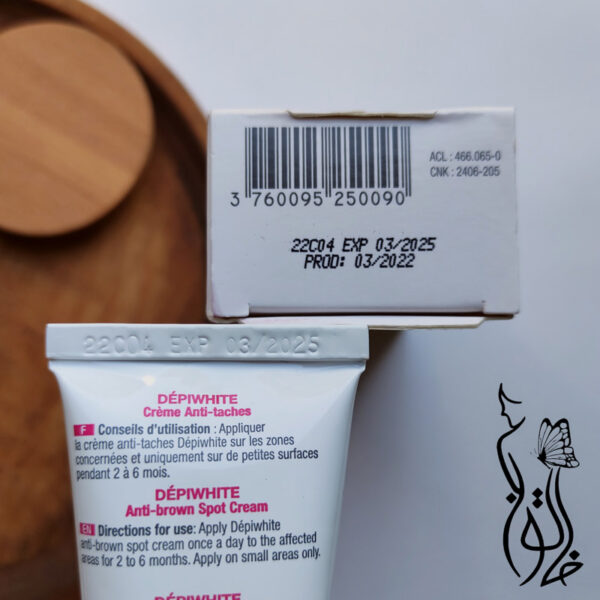 ACL : 466.065-0
CNK : 2406-205
3 760095 250090
22C04 EXP 03/2025
PROD: 03/2022
22C04 EXP 03/2025
DÉPIWHITE
Crème Anti-taches
F Conseils d'utilisation : Appliquer
la crème anti-taches Dépiwhite sur les zones
concernées et uniquement sur de petites surfaces
pendant 2 à 6 mois.
DÉPIWHITE
Anti-brown Spot Cream
EN Directions for use: Apply Dépiwhite
anti-brown spot cream once a day to the affected
areas for 2 to 6 months. Apply on small areas only.
DÉPIWHITE